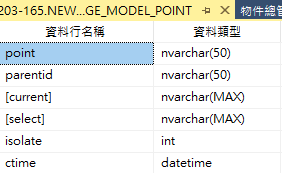 203-165.NEW...GE_MODEL_POINT 物件總管
資料行名稱 資料類型
point nvarchar(50)
parentid nvarchar(50)
[current] nvarchar(MAX)
[select] nvarchar(MAX)
isolate int
ctime datetime